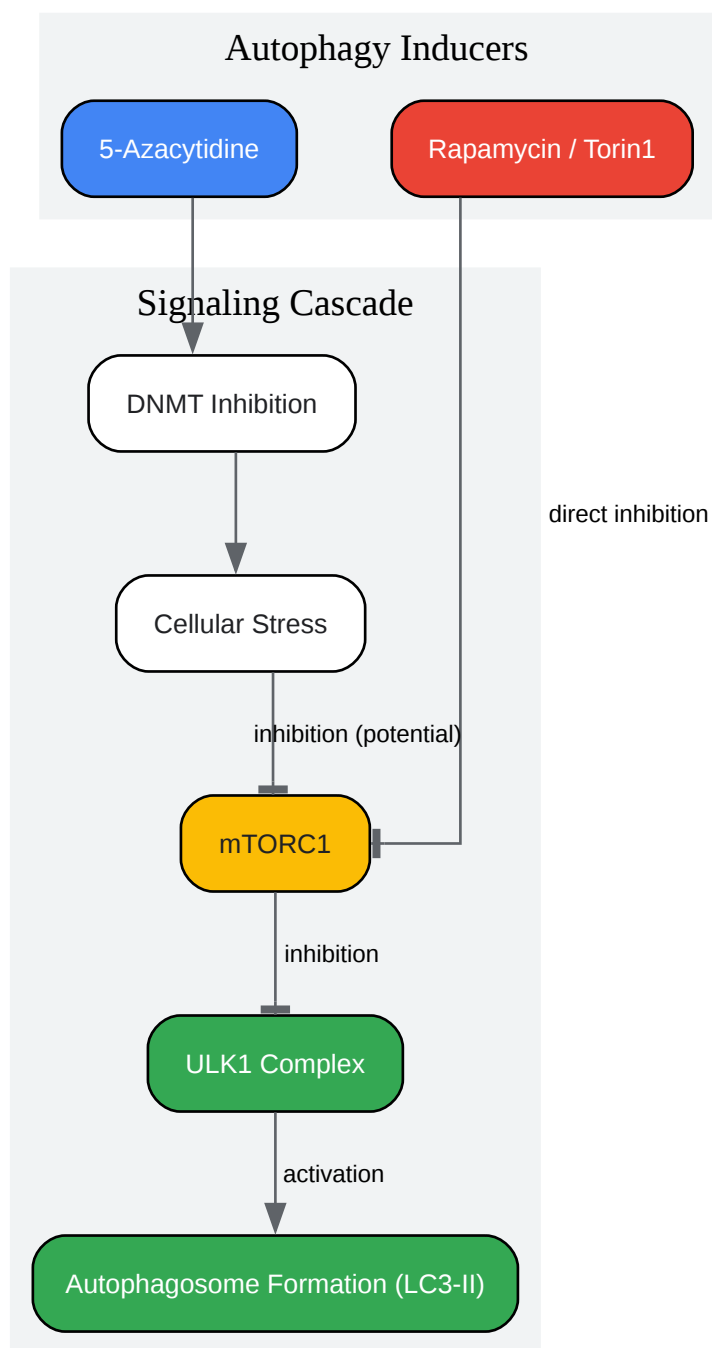 Autophagy Inducers
5-Azacytidine
Rapamycin / Torin1
Signaling Cascade
DNMT Inhibition
direct inhibition
Cellular Stress
inhibition (potential)
mTORC1
inhibition
ULK1 Complex
activation
Autophagosome Formation (LC3-II)